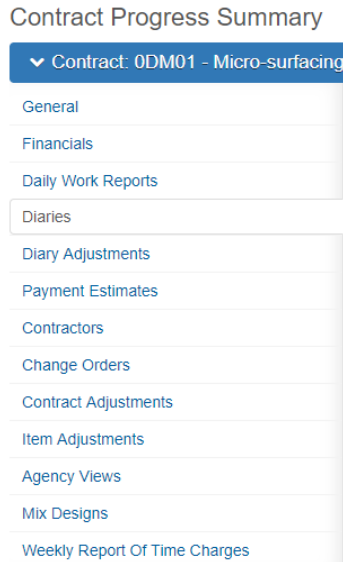 Contract Progress Summary
Contract: 0DM01 - Micro-surfacing
General
Financials
Daily Work Reports
Diaries
Diary Adjustments
Payment Estimates
Contractors
Change Orders
Contract Adjustments
Item Adjustments
Agency Views
Mix Designs
Weekly Report Of Time Charges